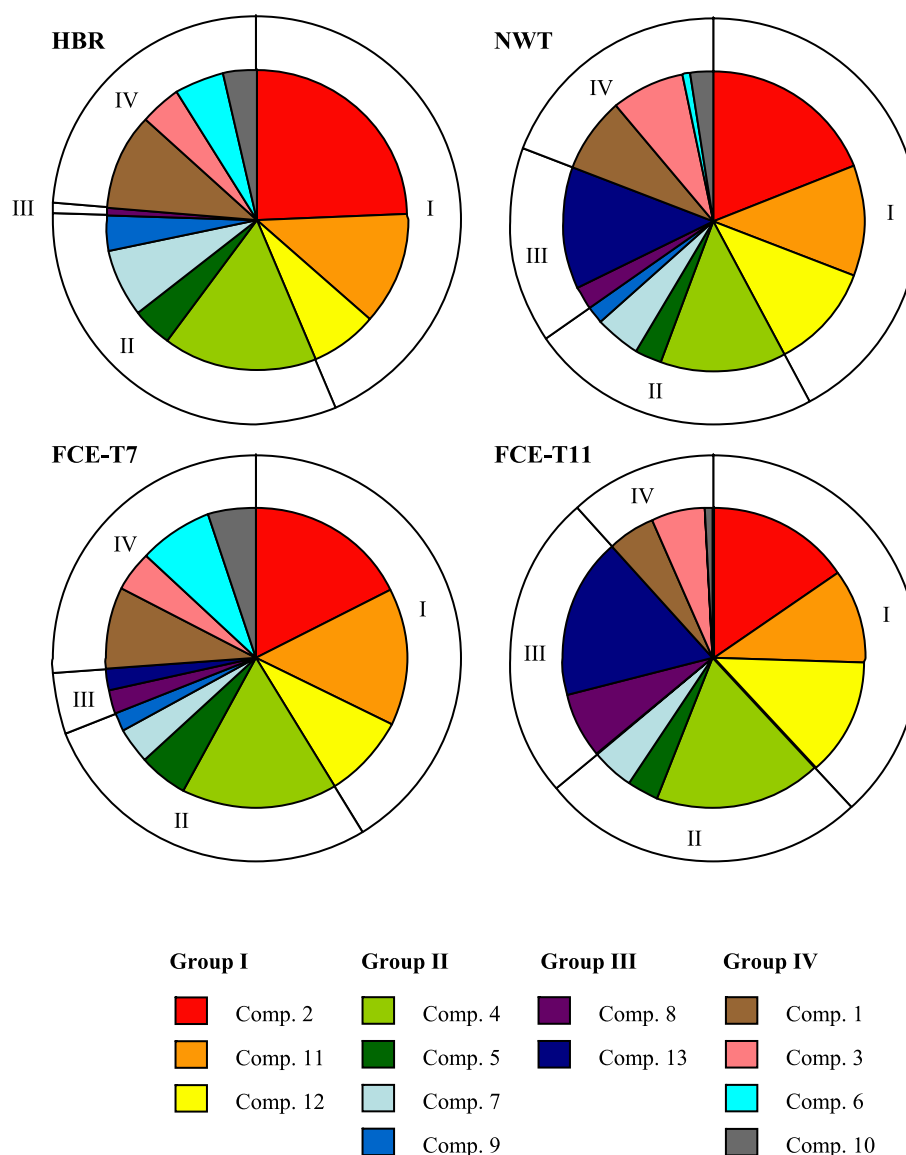 HBR
IV
I
III
II
NWT
IV
I
III
II
FCE-T7
IV
I
III
II
FCE-T11
IV
I
III
II
Group I Group II Group III Group IV
Comp. 2 Comp. 4 Comp. 8 Comp. 1
Comp. 11 Comp. 5 Comp. 13 Comp. 3
Comp. 12 Comp. 7 Comp. 6
Comp. 9 Comp. 10